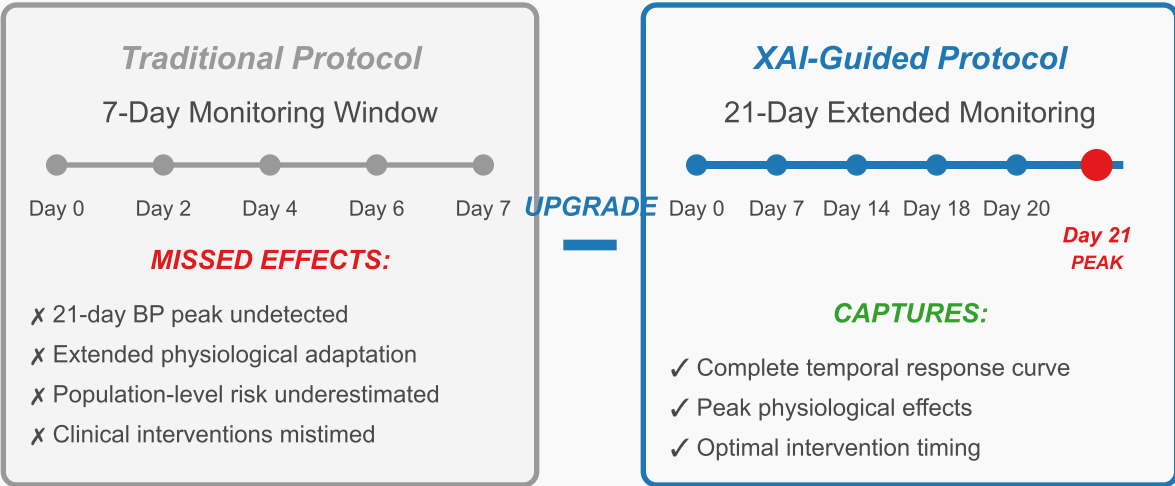 Traditional Protocol
7-Day Monitoring Window
Day 0 Day 2 Day 4 Day 6 Day 7
MISSED EFFECTS:
✗ 21-day BP peak undetected
✗ Extended physiological adaptation
✗ Population-level risk underestimated
✗ Clinical interventions mistimed
UPGRADE
XAI-Guided Protocol
21-Day Extended Monitoring
Day 0 Day 7 Day 14 Day 18 Day 20
Day 21
PEAK
CAPTURES:
✓ Complete temporal response curve
✓ Peak physiological effects
✓ Optimal intervention timing